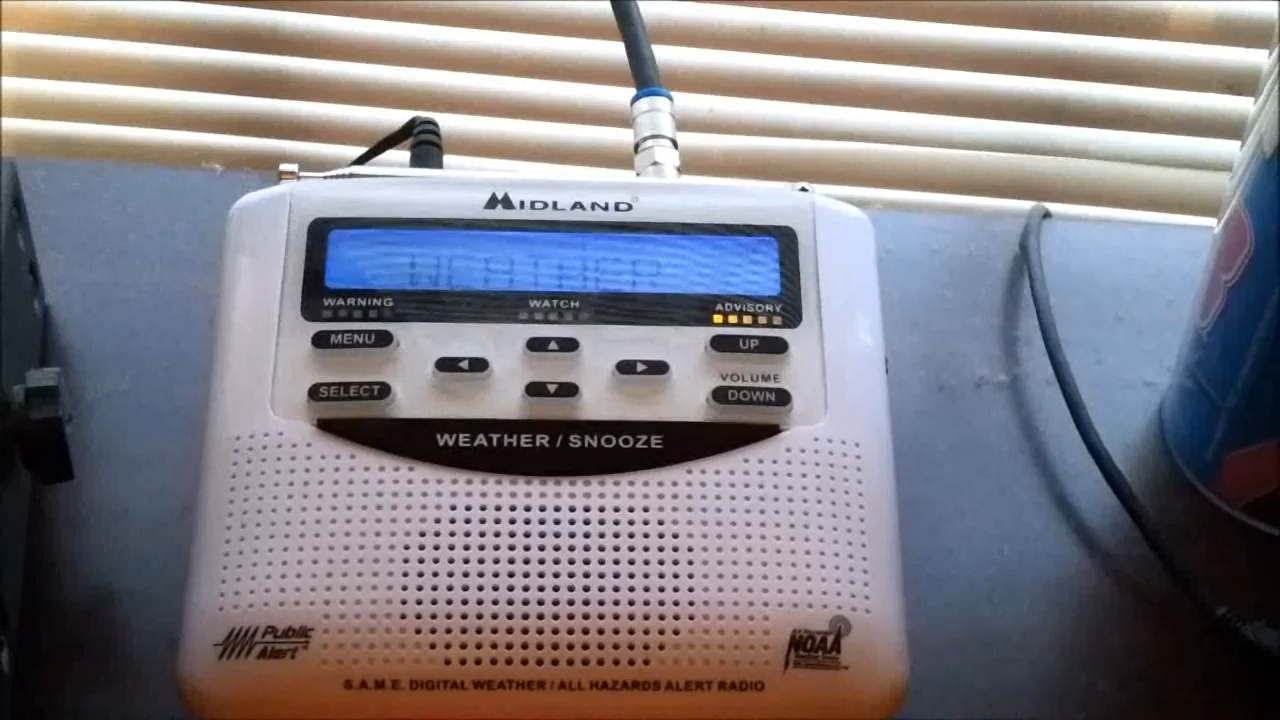 MIDLAND
WEATHER
WARNING
WATCH
ADVISORY
MENU
UP
SELECT
VOLUME
DOWN
WEATHER / SNOOZE
Public
Alert
NOAA
S.A.M.E. DIGITAL WEATHER / ALL HAZARDS ALERT RADIO